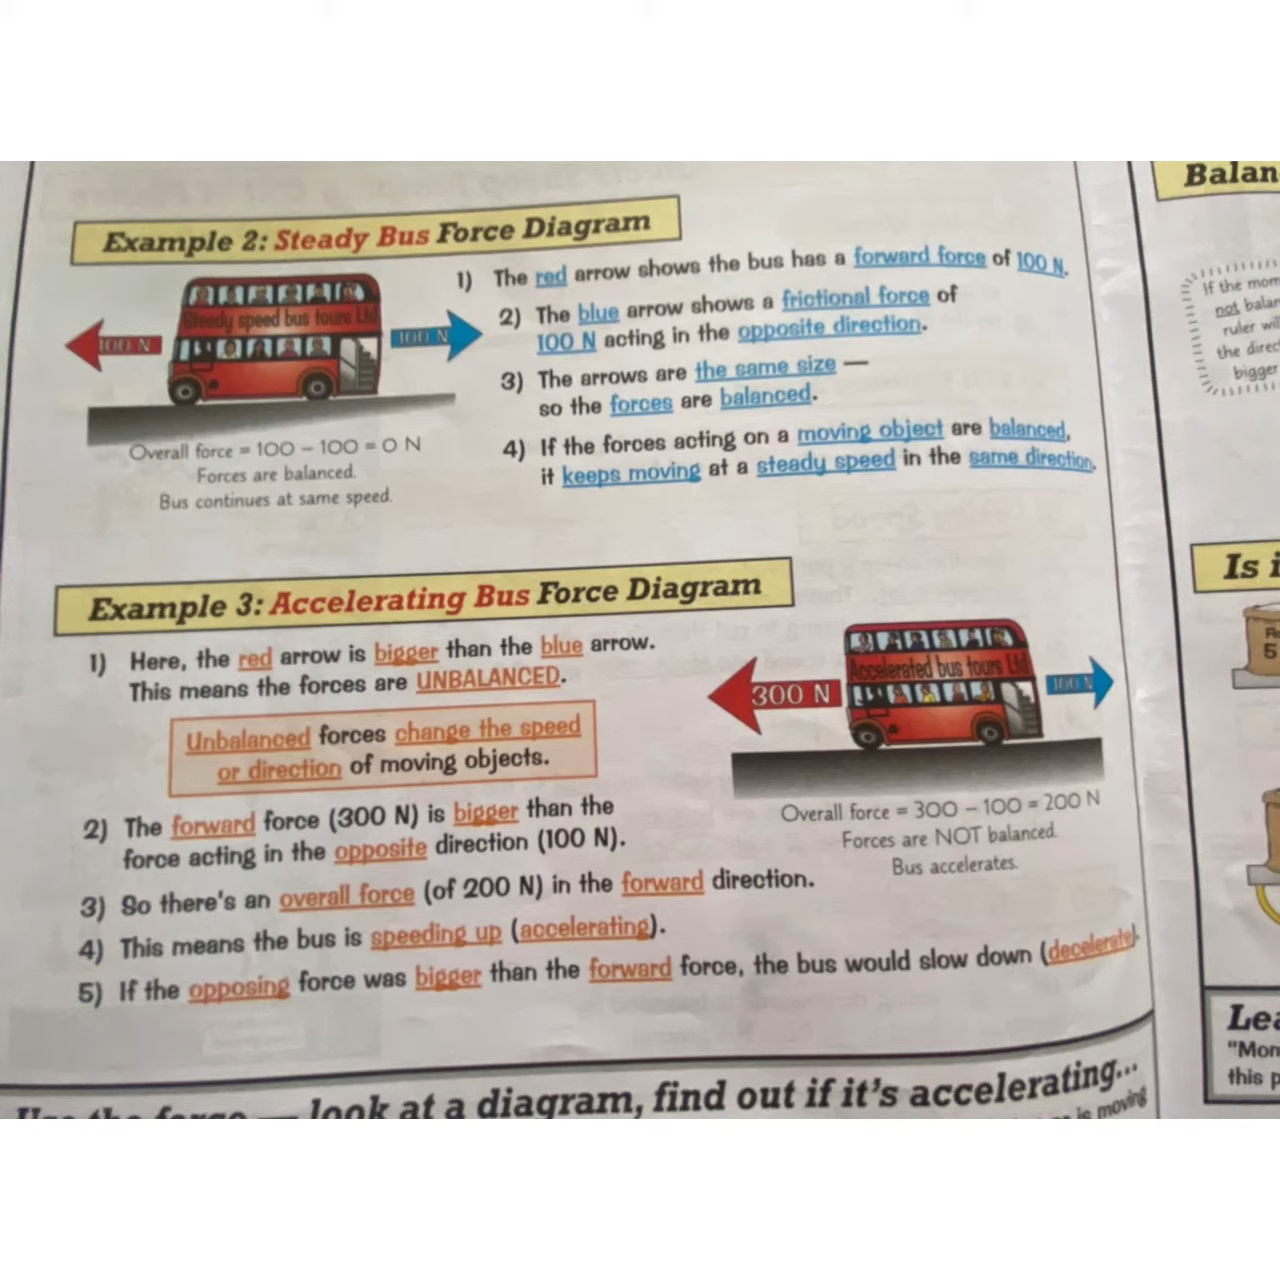 Example 2: Steady Bus Force Diagram
100 N
Steady speed bus tours Ltd
100 N
Overall force = 100 – 100 = 0 N
Forces are balanced.
Bus continues at same speed.
1) The red arrow shows the bus has a forward force of 100 N.
2) The blue arrow shows a frictional force of
100 N acting in the opposite direction.
3) The arrows are the same size —
so the forces are balanced.
4) If the forces acting on a moving object are balanced,
it keeps moving at a steady speed in the same direction.
Example 3: Accelerating Bus Force Diagram
1) Here, the red arrow is bigger than the blue arrow.
This means the forces are UNBALANCED.
Unbalanced forces change the speed
or direction of moving objects.
2) The forward force (300 N) is bigger than the
force acting in the opposite direction (100 N).
3) So there's an overall force (of 200 N) in the forward direction.
4) This means the bus is speeding up (accelerating).
5) If the opposing force was bigger than the forward force, the bus would slow down (decelerate).
300 N
Accelerated bus tours Ltd
100 N
Overall force = 300 – 100 = 200 N
Forces are NOT balanced.
Bus accelerates.
Use the force — look at a diagram, find out if it's accelerating...
is moving
Balan
If the mom
not balan
ruler will
the direc
bigger
Is i
5
Lea
"Mom
this p